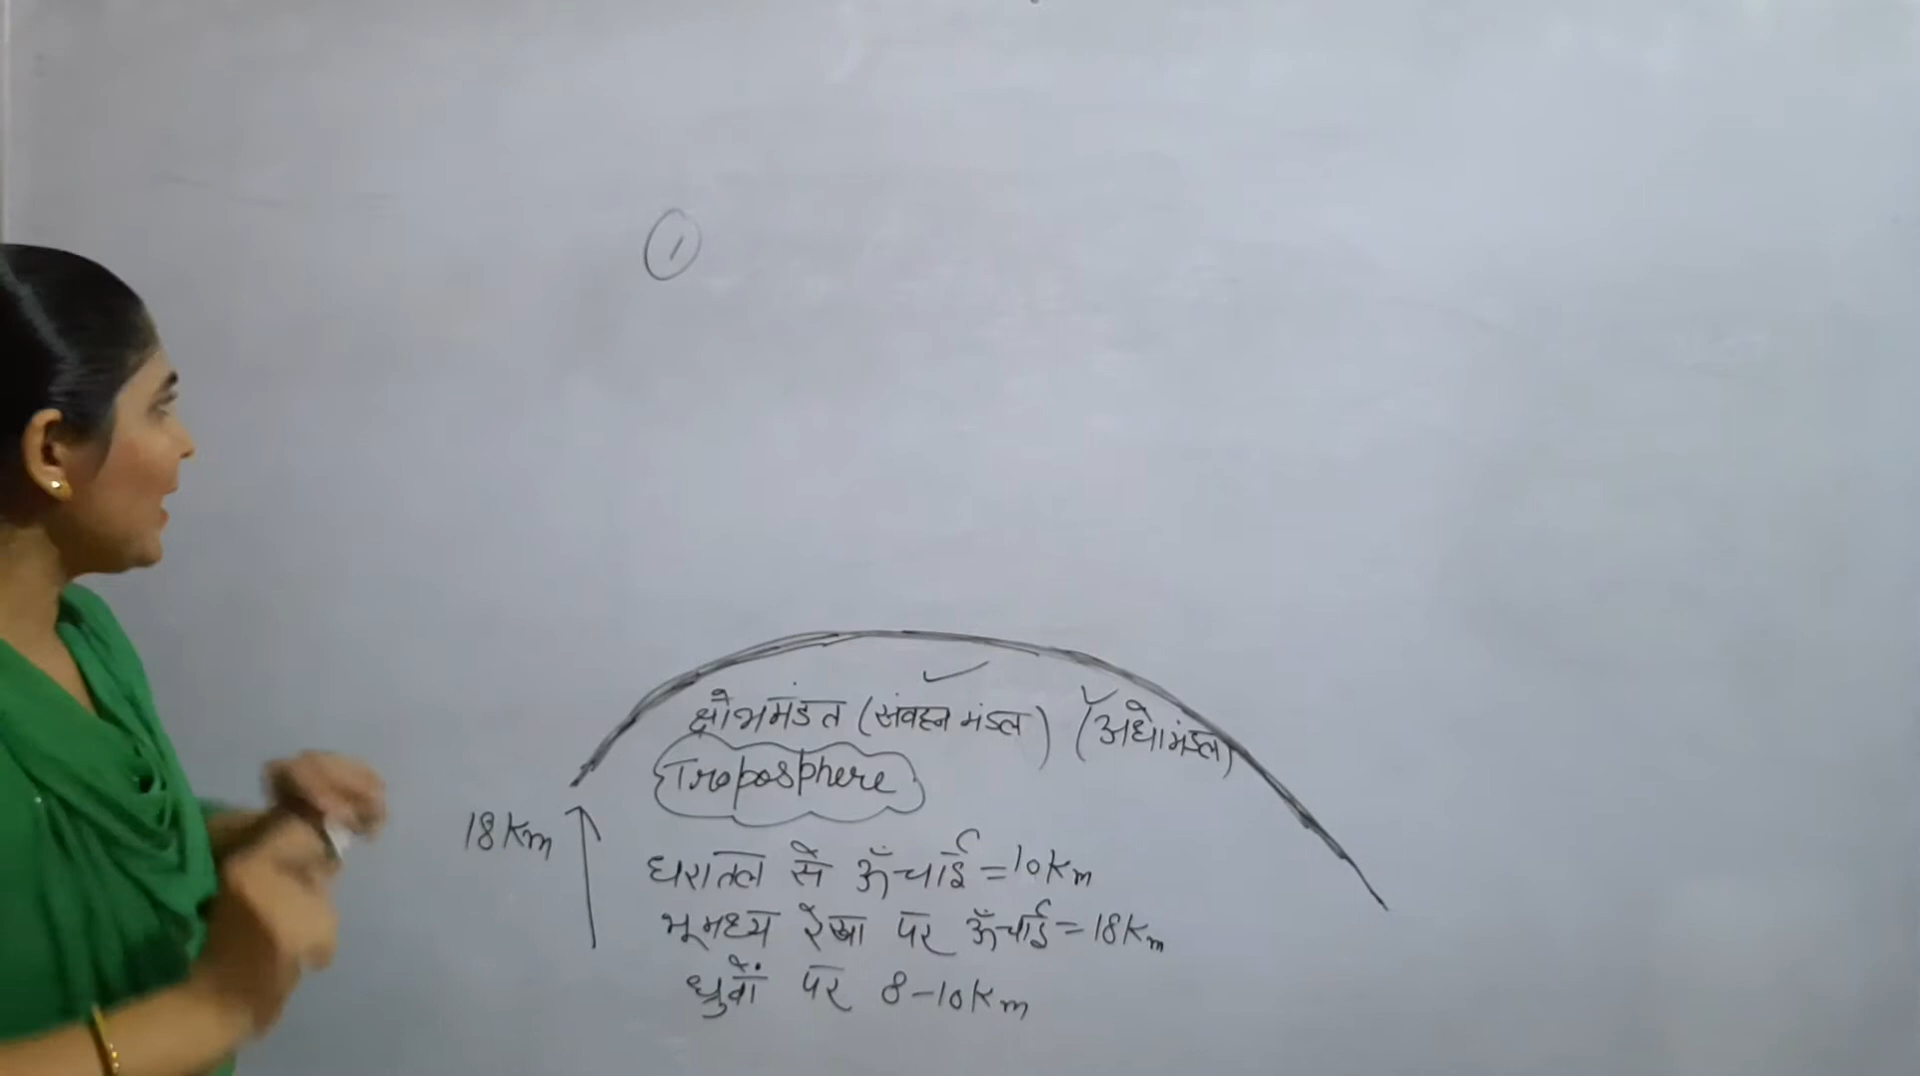 1
क्षोभमंडल (संवहन मंडल) (अधोमंडल)
Troposphere
18 Km
धरातल से ऊँचाई = 10 Km
भूमध्य रेखा पर ऊँचाई = 18 Km
ध्रुवों पर 8-10 Km